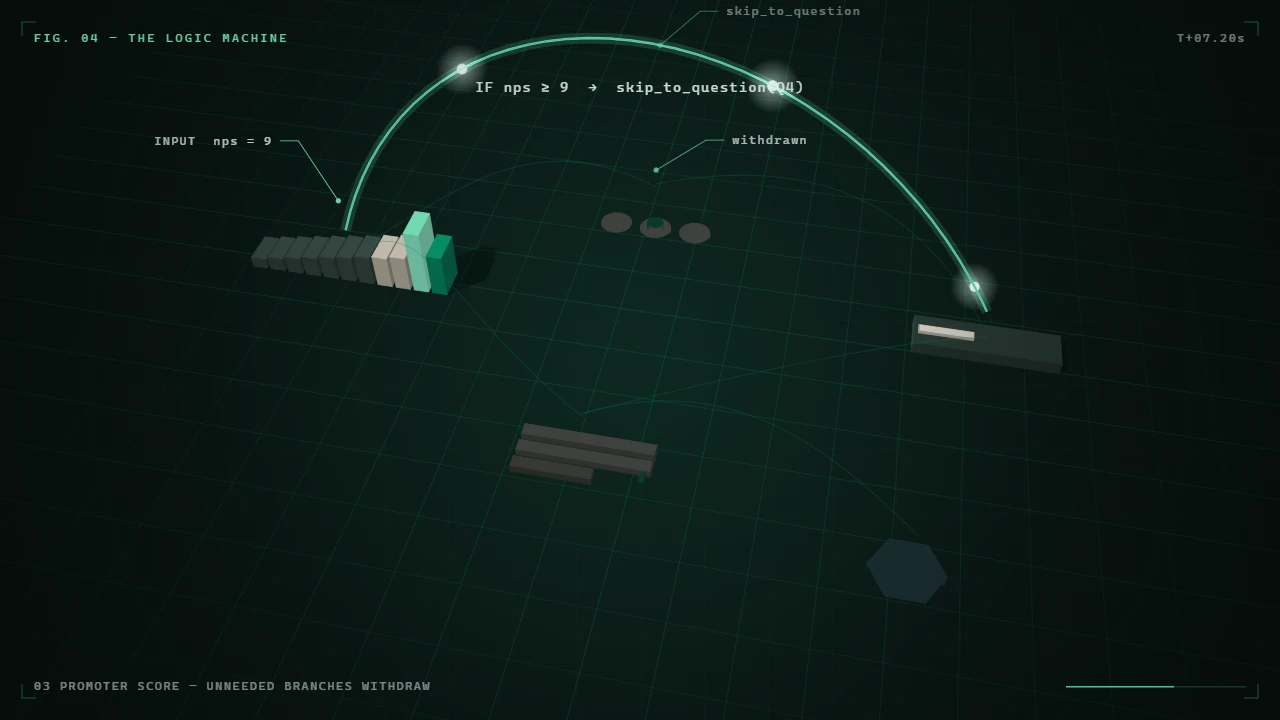 skip_to_question
FIG. 04 — THE LOGIC MACHINE
T+07.20s
IF nps ≥ 9 → skip_to_question(Q4)
INPUT nps = 9
withdrawn
03 PROMOTER SCORE — UNNEEDED BRANCHES WITHDRAW